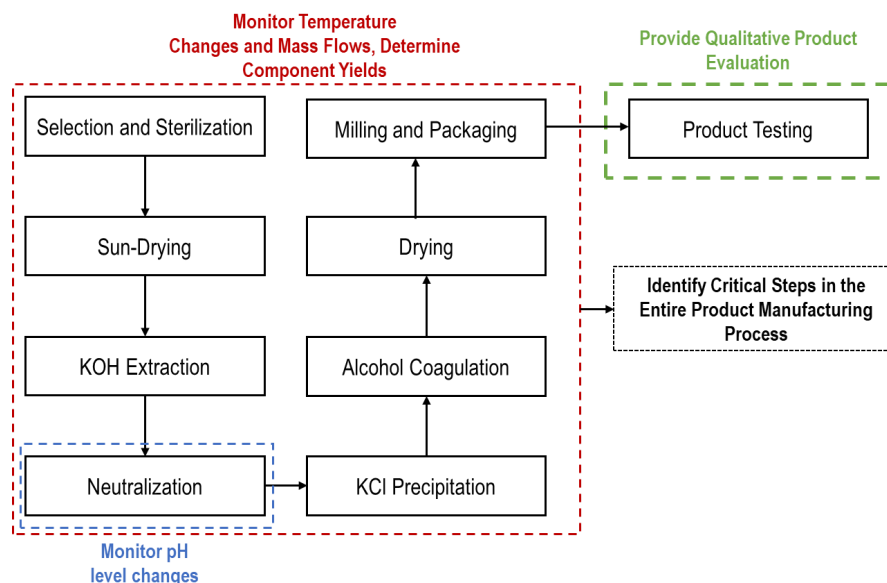 Monitor Temperature
Changes and Mass Flows, Determine
Component Yields
Provide Qualitative Product
Evaluation
Selection and Sterilization
Milling and Packaging
Product Testing
Sun-Drying
Drying
Identify Critical Steps in the
Entire Product Manufacturing
Process
KOH Extraction
Alcohol Coagulation
Neutralization
KCl Precipitation
Monitor pH
level changes